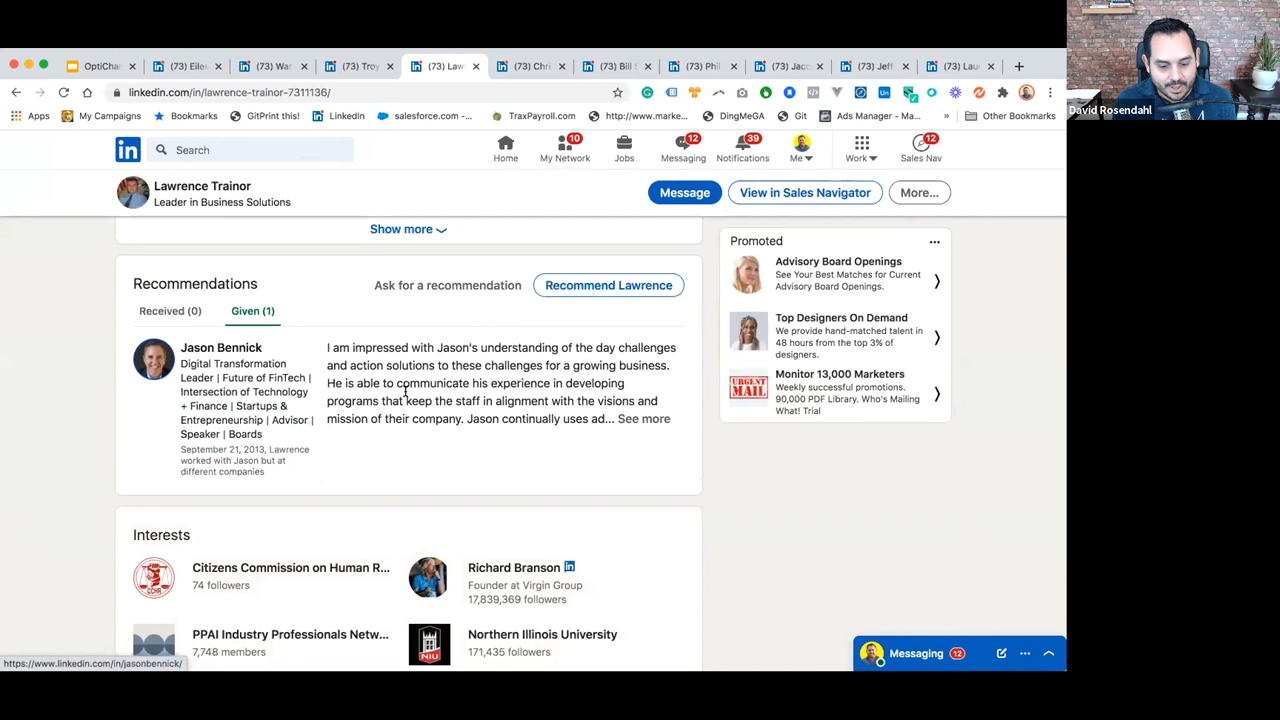 OptiCha
(73) Eilee
(73) Wa
(73) Troy
(73) Law
(73) Chri
(73) Bill S
(73) Phil
(73) Jaco
(73) Jeff
(73) Lau
linkedin.com/in/lawrence-trainor-7311136/
Apps
My Campaigns
Bookmarks
GitPrint this!
LinkedIn
salesforce.com -...
TraxPayroll.com
http://www.marke...
DingMeGA
Git
Ads Manager - Ma...
»
Other Bookmarks
David Rosendahl
Search
Home
10
My Network
Jobs
12
Messaging
39
Notifications
Me
Work
12
Sales Nav
Lawrence Trainor
Leader in Business Solutions
Message
View in Sales Navigator
More...
Show more
Recommendations
Ask for a recommendation
Recommend Lawrence
Received (0)
Given (1)
Jason Bennick
Digital Transformation
Leader | Future of FinTech |
Intersection of Technology
+ Finance | Startups &
Entrepreneurship | Advisor |
Speaker | Boards
September 21, 2013, Lawrence
worked with Jason but at
different companies
I am impressed with Jason's understanding of the day challenges
and action solutions to these challenges for a growing business.
He is able to communicate his experience in developing
programs that keep the staff in alignment with the visions and
mission of their company. Jason continually uses ad... See more
Promoted
Advisory Board Openings
See Your Best Matches for Current
Advisory Board Openings.
Top Designers On Demand
We provide hand-matched talent in
48 hours from the top 3% of
designers.
URGENT
MAIL
Monitor 13,000 Marketers
Weekly successful promotions.
90,000 PDF Library. Who's Mailing
What! Trial
Interests
CCHR
Citizens Commission on Human R...
74 followers
Richard Branson
Founder at Virgin Group
17,839,369 followers
PPAI Industry Professionals Netw...
7,748 members
NIU
Northern Illinois University
171,435 followers
https://www.linkedin.com/in/jasonbennick/
Messaging
12